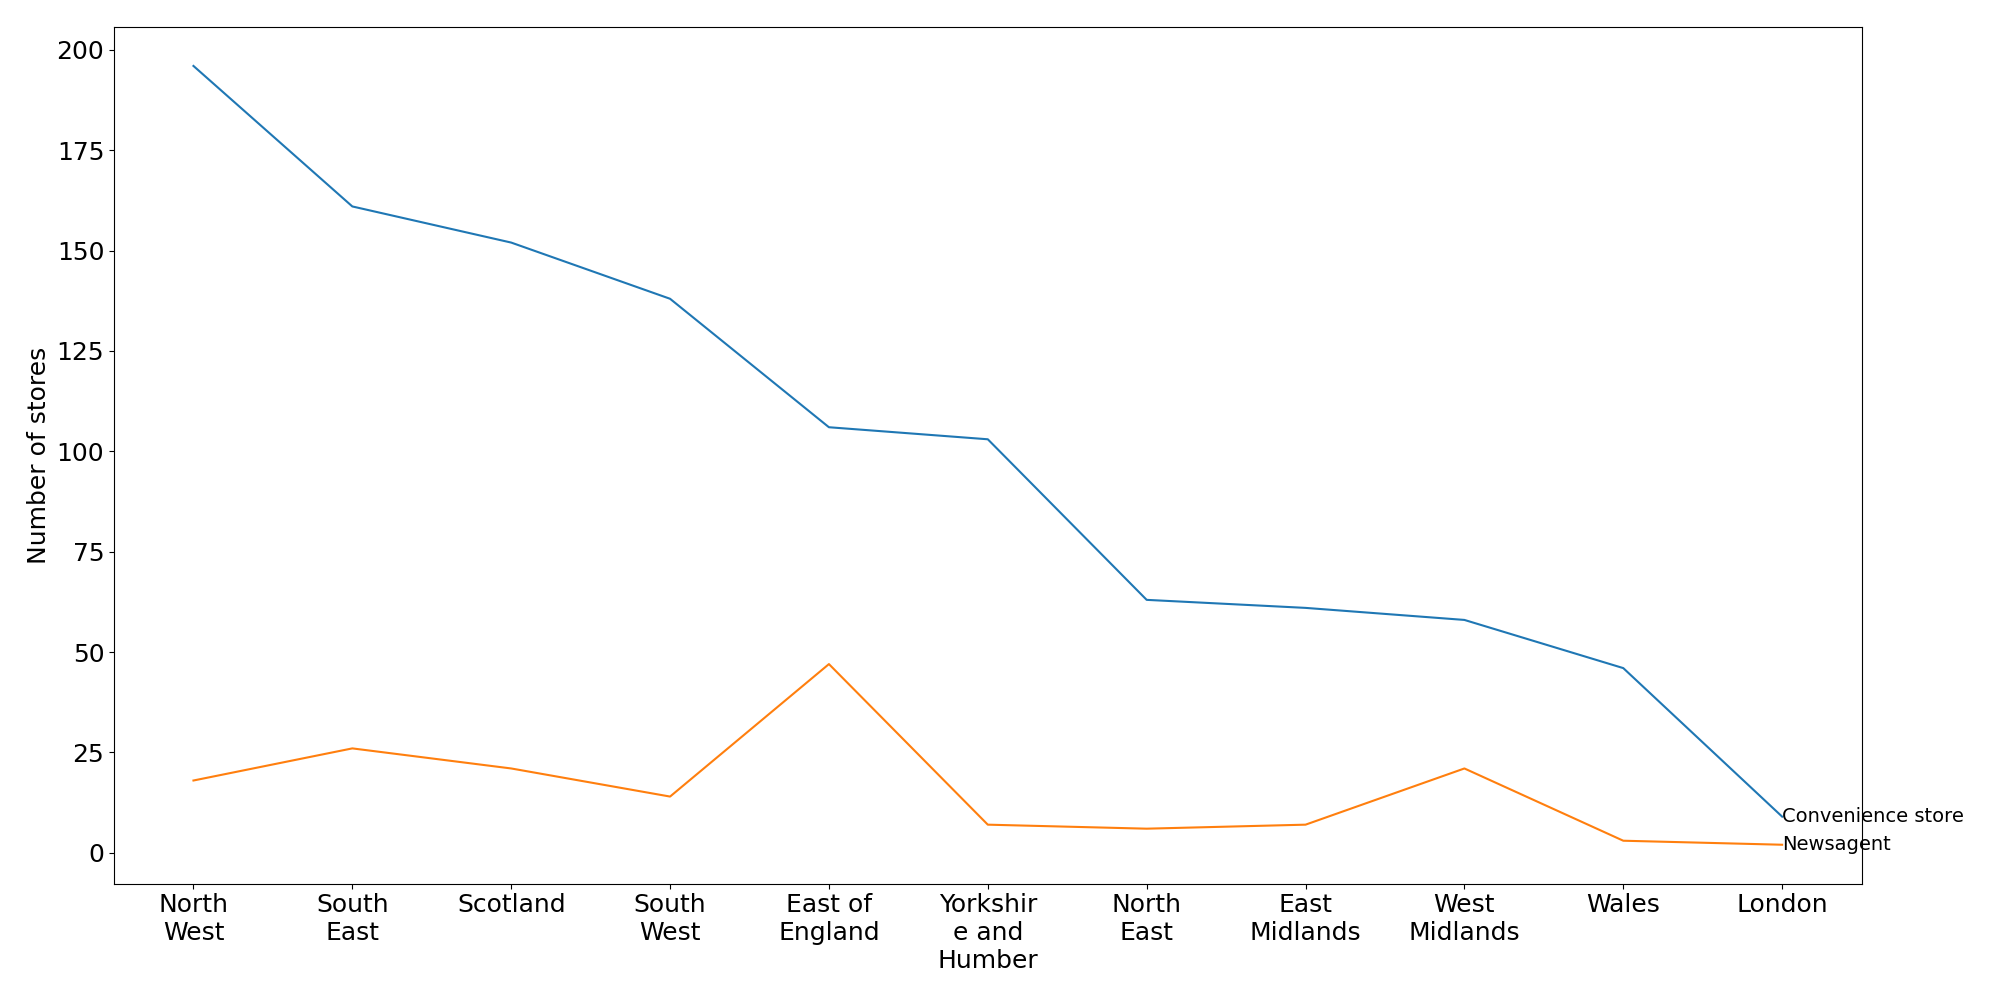 Number of stores
200
175
150
125
100
75
50
25
0
Convenience store
Newsagent
North
West
South
East
Scotland
South
West
East of
England
Yorkshir
e and
Humber
North
East
East
Midlands
West
Midlands
Wales
London